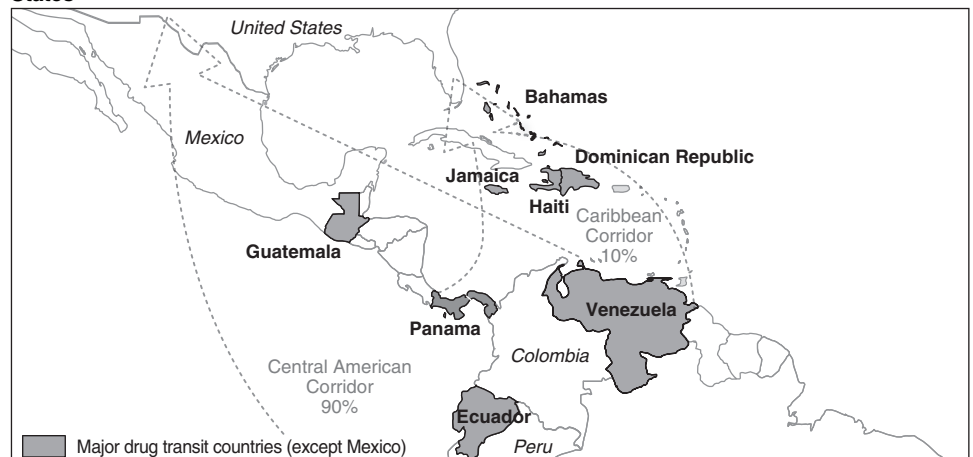 States
United States
Bahamas
Mexico
Dominican Republic
Jamaica
Haiti
Caribbean
Corridor
10%
Guatemala
Venezuela
Panama
Colombia
Central American
Corridor
90%
Ecuador
Peru
Major drug transit countries (except Mexico)